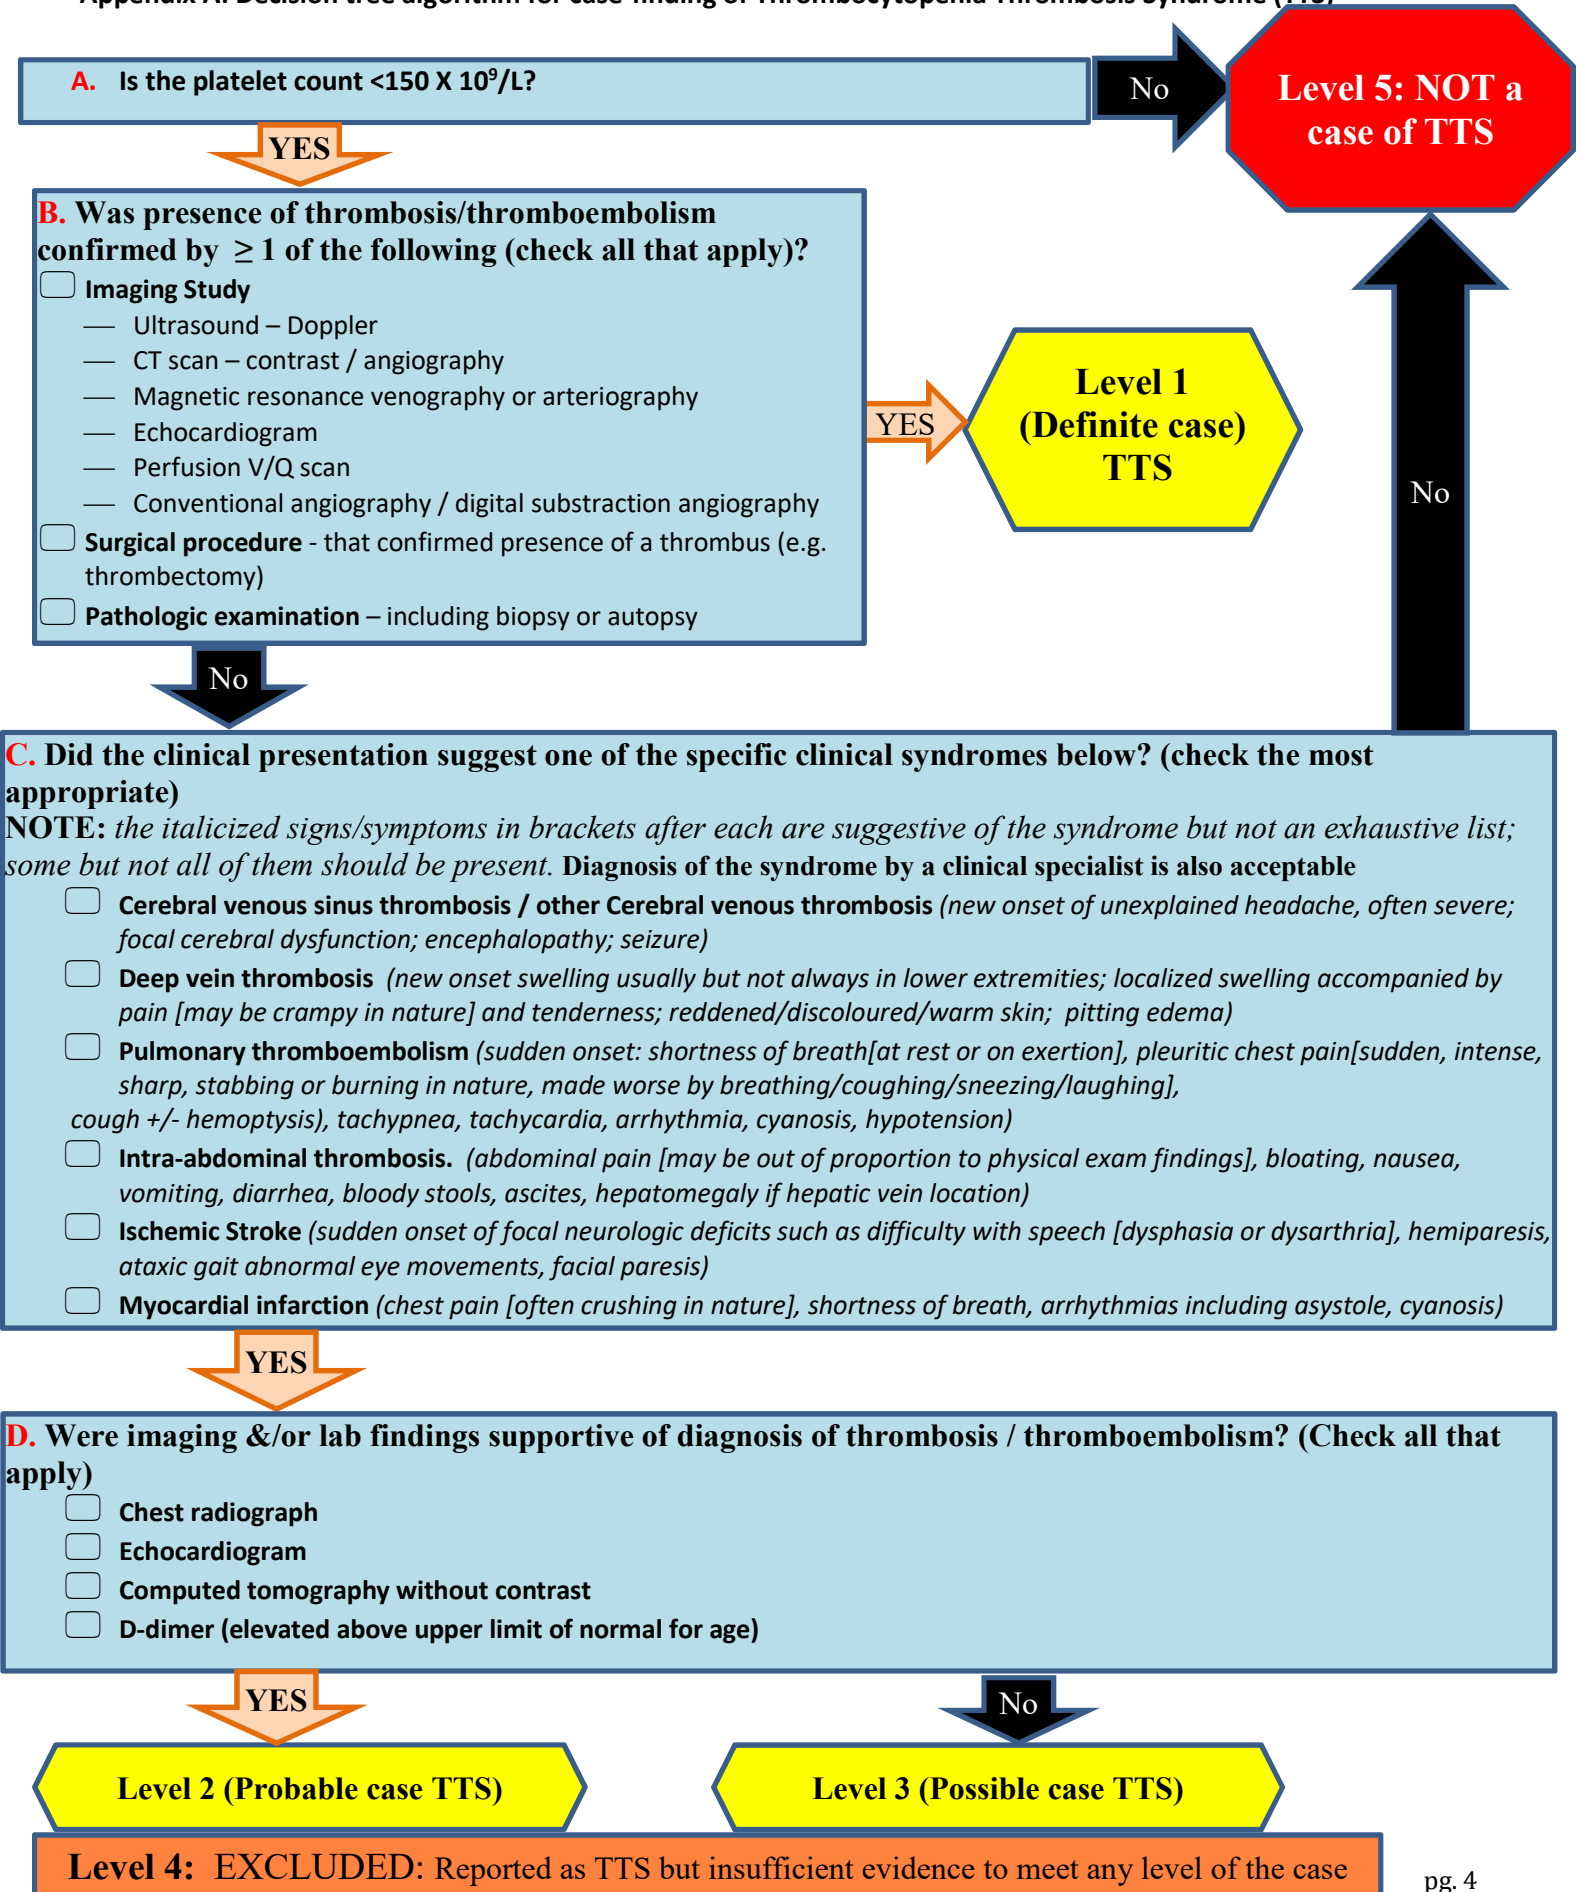 Appendix A. Decision tree algorithm for case-finding of Thrombocytopenia Thrombosis Syndrome (TTS)
A. Is the platelet count <150 X 10⁹/L?
No
Level 5: NOT a
case of TTS
YES
B. Was presence of thrombosis/thromboembolism
confirmed by ≥ 1 of the following (check all that apply)?
Imaging Study
— Ultrasound – Doppler
— CT scan – contrast / angiography
— Magnetic resonance venography or arteriography
— Echocardiogram
— Perfusion V/Q scan
— Conventional angiography / digital substraction angiography
Surgical procedure - that confirmed presence of a thrombus (e.g.
thrombectomy)
Pathologic examination – including biopsy or autopsy
YES
Level 1
(Definite case)
TTS
No
No
C. Did the clinical presentation suggest one of the specific clinical syndromes below? (check the most
appropriate)
NOTE: the italicized signs/symptoms in brackets after each are suggestive of the syndrome but not an exhaustive list;
some but not all of them should be present. Diagnosis of the syndrome by a clinical specialist is also acceptable
Cerebral venous sinus thrombosis / other Cerebral venous thrombosis (new onset of unexplained headache, often severe;
focal cerebral dysfunction; encephalopathy; seizure)
Deep vein thrombosis (new onset swelling usually but not always in lower extremities; localized swelling accompanied by
pain [may be crampy in nature] and tenderness; reddened/discoloured/warm skin; pitting edema)
Pulmonary thromboembolism (sudden onset: shortness of breath[at rest or on exertion], pleuritic chest pain[sudden, intense,
sharp, stabbing or burning in nature, made worse by breathing/coughing/sneezing/laughing],
cough +/- hemoptysis), tachypnea, tachycardia, arrhythmia, cyanosis, hypotension)
Intra-abdominal thrombosis. (abdominal pain [may be out of proportion to physical exam findings], bloating, nausea,
vomiting, diarrhea, bloody stools, ascites, hepatomegaly if hepatic vein location)
Ischemic Stroke (sudden onset of focal neurologic deficits such as difficulty with speech [dysphasia or dysarthria], hemiparesis,
ataxic gait abnormal eye movements, facial paresis)
Myocardial infarction (chest pain [often crushing in nature], shortness of breath, arrhythmias including asystole, cyanosis)
YES
D. Were imaging &/or lab findings supportive of diagnosis of thrombosis / thromboembolism? (Check all that
apply)
Chest radiograph
Echocardiogram
Computed tomography without contrast
D-dimer (elevated above upper limit of normal for age)
YES
No
Level 2 (Probable case TTS)
Level 3 (Possible case TTS)
Level 4: EXCLUDED: Reported as TTS but insufficient evidence to meet any level of the case
pg. 4